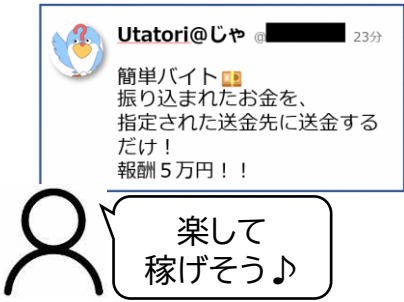 Utatori@じゃ @ 23分
簡単バイト💴
振り込まれたお金を、
指定された送金先に送金する
だけ！
報酬５万円！！
楽して
稼げそう♪